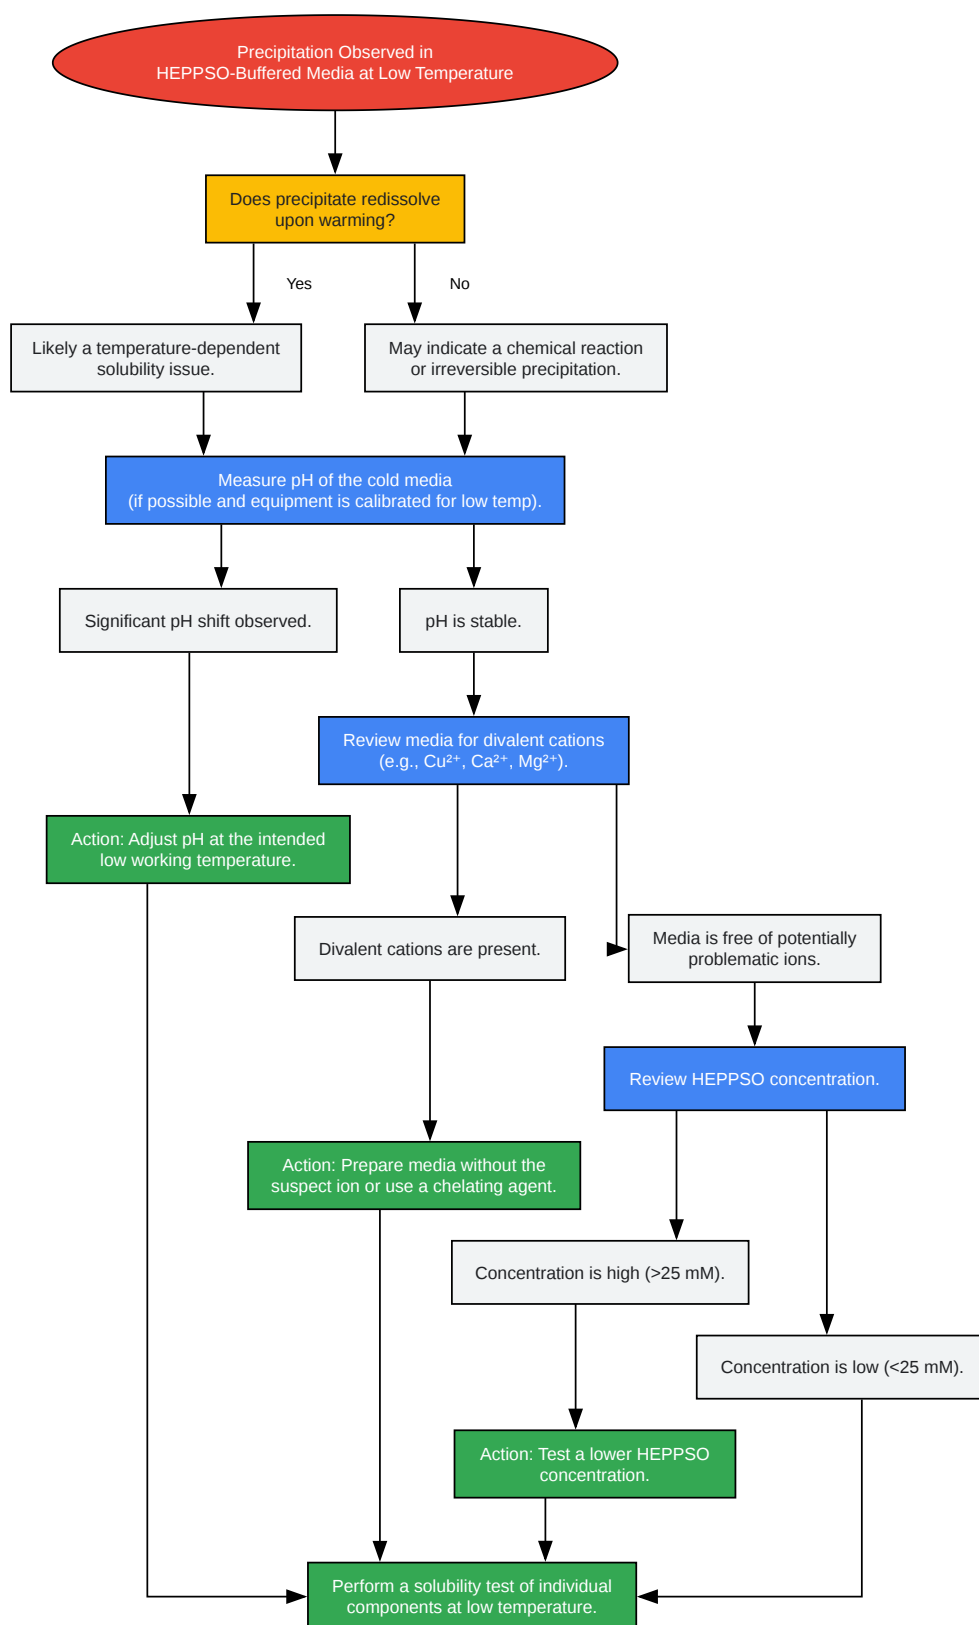 Precipitation Observed in
HEPPSO-Buffered Media at Low Temperature
Does precipitate redissolve
upon warming?
Yes
No
Likely a temperature-dependent
solubility issue.
May indicate a chemical reaction
or irreversible precipitation.
Measure pH of the cold media
(if possible and equipment is calibrated for low temp).
Significant pH shift observed.
pH is stable.
Review media for divalent cations
(e.g., Cu²⁺, Ca²⁺, Mg²⁺).
Action: Adjust pH at the intended
low working temperature.
Divalent cations are present.
Media is free of potentially
problematic ions.
Review HEPPSO concentration.
Action: Prepare media without the
suspect ion or use a chelating agent.
Concentration is high (>25 mM).
Concentration is low (<25 mM).
Action: Test a lower HEPPSO
concentration.
Perform a solubility test of individual
components at low temperature.